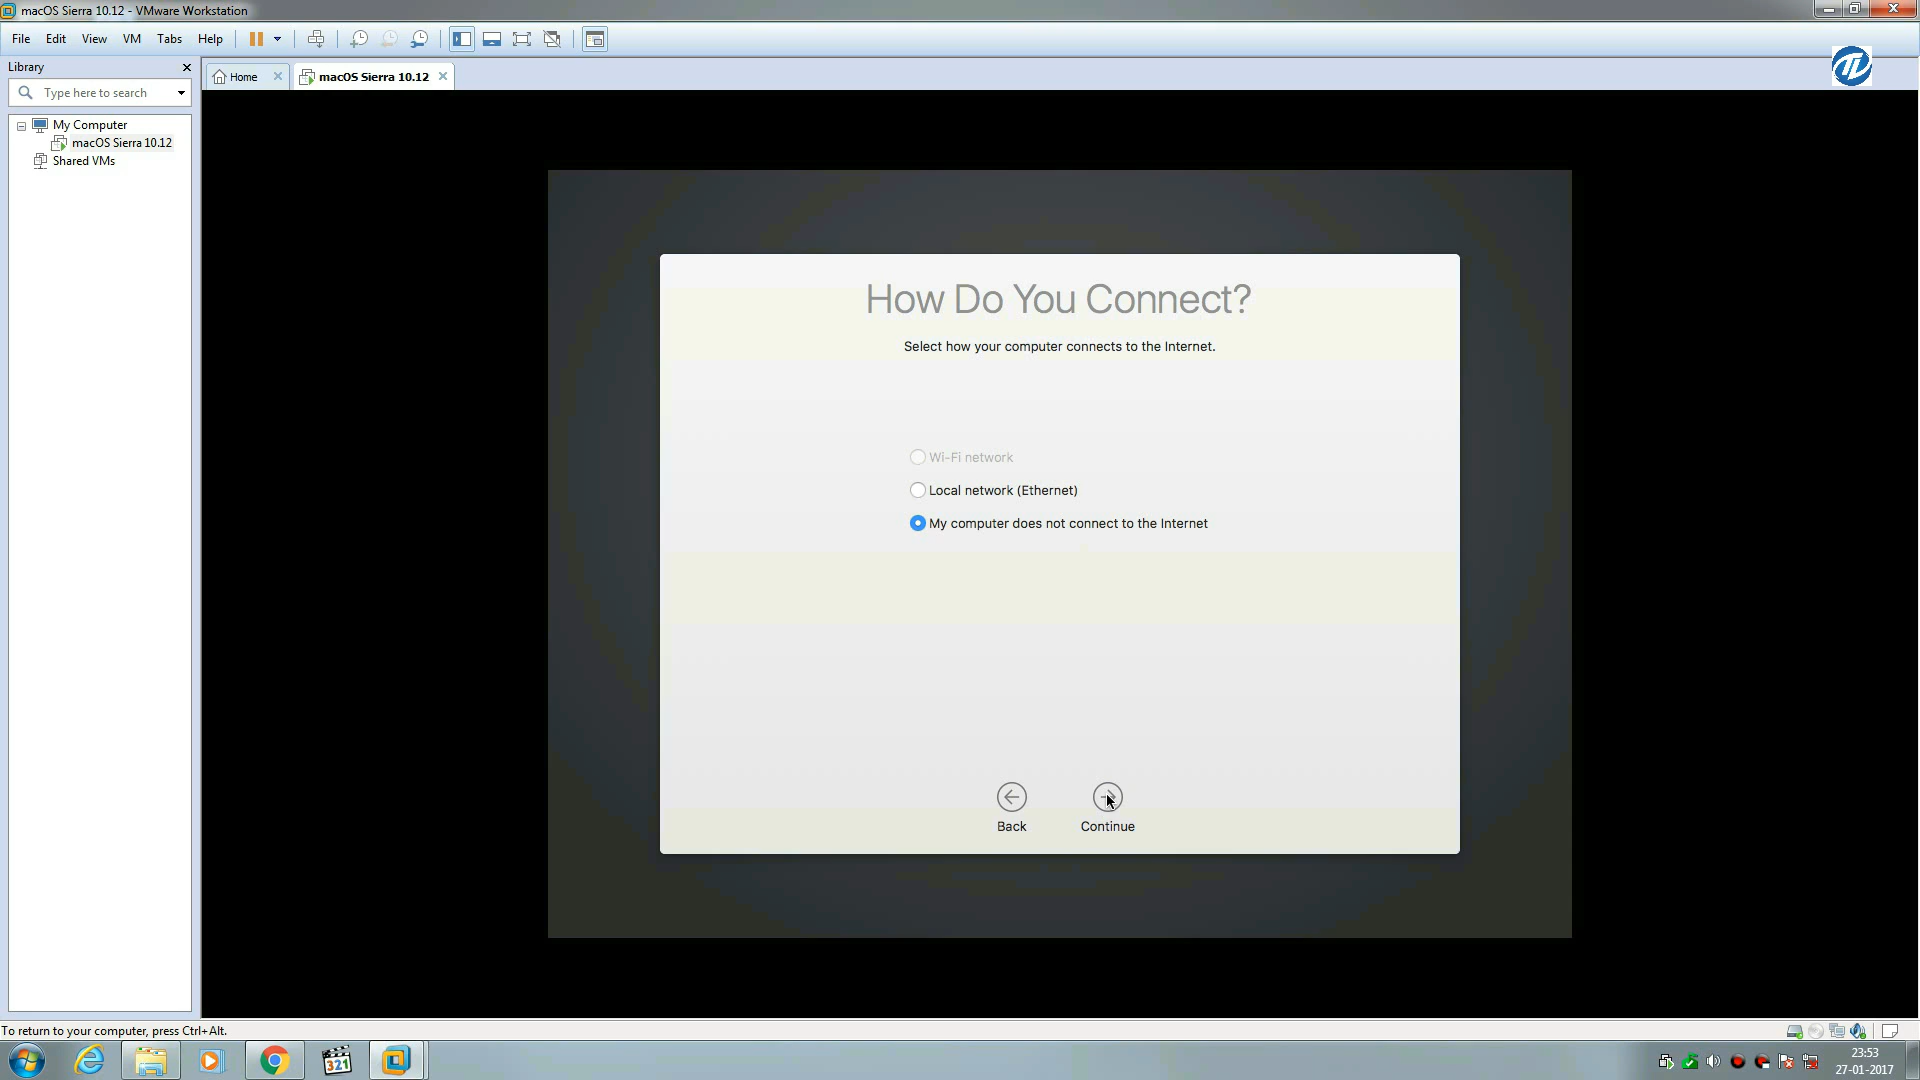 macOS Sierra 10.12 - VMware Workstation
File Edit View VM Tabs Help
Library
Type here to search
My Computer
macOS Sierra 10.12
Shared VMs
Home
macOS Sierra 10.12
How Do You Connect?
Select how your computer connects to the Internet.
Wi-Fi network
Local network (Ethernet)
My computer does not connect to the Internet
Back
Continue
To return to your computer, press Ctrl+Alt.
321
23:53
27-01-2017